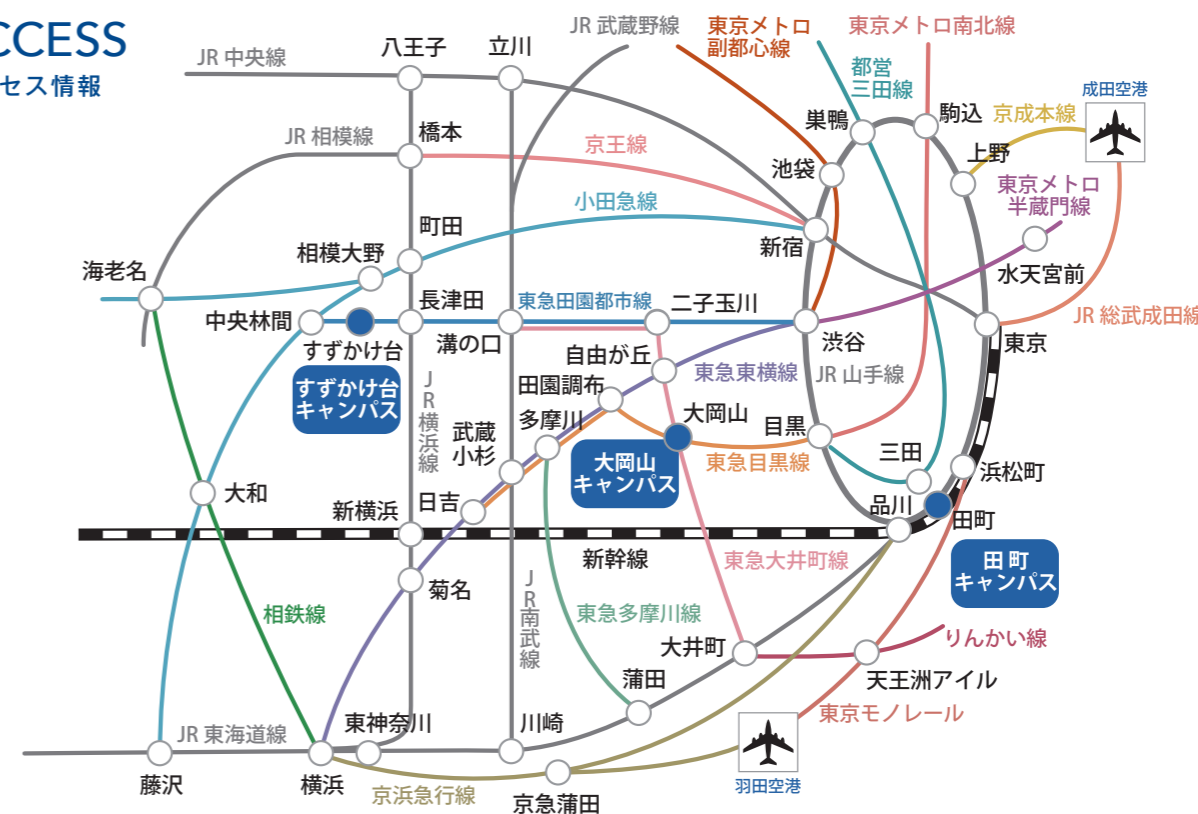 CCESS
セス情報
JR 中央線
八王子
立川
JR 武蔵野線
東京メトロ
副都心線
東京メトロ南北線
都営
三田線
成田空港
JR 相模線
橋本
京王線
巣鴨
駒込
京成本線
池袋
上野
東京メトロ
半蔵門線
小田急線
町田
相模大野
新宿
水天宮前
海老名
中央林間
長津田
東急田園都市線
二子玉川
JR 総武成田線
すずかけ台
溝の口
渋谷
東京
自由が丘
すずかけ台
キャンパス
JR横浜線
田園調布
東急東横線
JR 山手線
多摩川
大岡山
目黒
武蔵
小杉
大岡山
キャンパス
東急目黒線
三田
浜松町
大和
日吉
新横浜
品川
田町
新幹線
東急大井町線
田町
キャンパス
菊名
相鉄線
JR南武線
東急多摩川線
大井町
りんかい線
蒲田
天王洲アイル
東京モノレール
JR 東海道線
東神奈川
川崎
藤沢
横浜
京浜急行線
京急蒲田
羽田空港